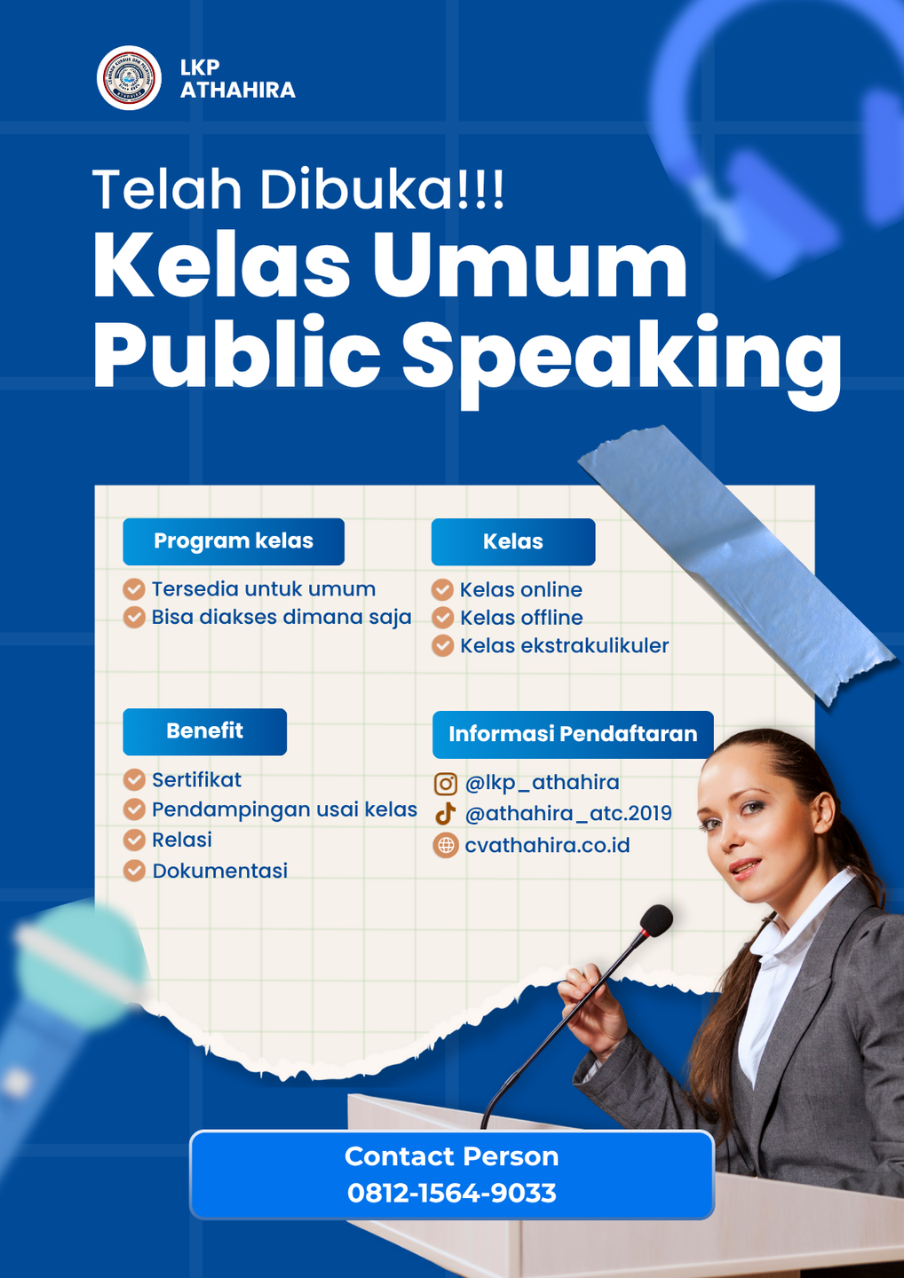 LKP
ATHAHIRA
Telah Dibuka!!!
Kelas Umum
Public Speaking
Program kelas
Tersedia untuk umum
Bisa diakses dimana saja
Kelas
Kelas online
Kelas offline
Kelas ekstrakulikuler
Benefit
Sertifikat
Pendampingan usai kelas
Relasi
Dokumentasi
Informasi Pendaftaran
@lkp_athahira
@athahira_atc.2019
cvathahira.co.id
Contact Person
0812-1564-9033